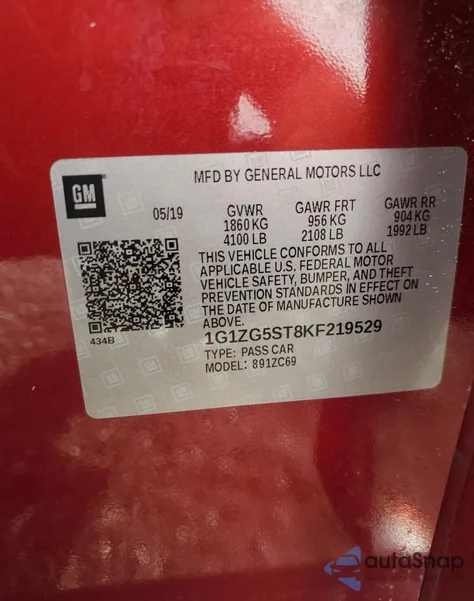 MFD BY GENERAL MOTORS LLC
GM
05/19 GVWR GAWR FRT GAWR RR
1860 KG 956 KG 904 KG
4100 LB 2108 LB 1992 LB
THIS VEHICLE CONFORMS TO ALL
APPLICABLE U.S. FEDERAL MOTOR
VEHICLE SAFETY, BUMPER, AND THEFT
PREVENTION STANDARDS IN EFFECT ON
THE DATE OF MANUFACTURE SHOWN
ABOVE.
434B
1G1ZG5ST8KF219529
TYPE: PASS CAR
MODEL: 891ZC69
autoSnap